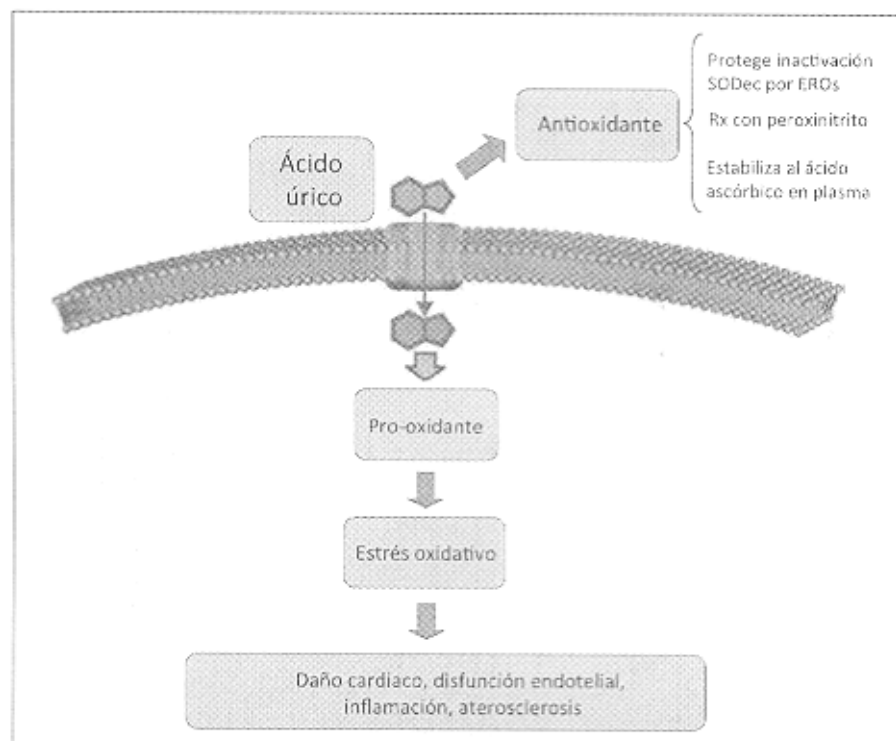 Protege inactivación
SODec por EROs
Antioxidante
Rx con peroxinitrito
Estabiliza al ácido
ascórbico en plasma
Ácido
úrico
Pro-oxidante
Estrés oxidativo
Daño cardiaco, disfunción endotelial,
inflamación, aterosclerosis